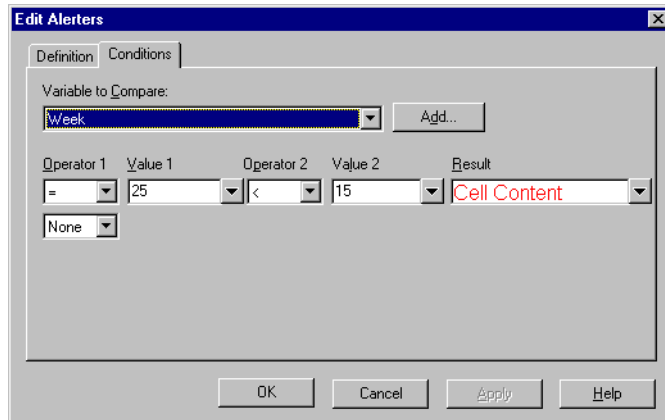 Edit Alerters
Definition Conditions
Variable to Compare:
Week Add...
Operator 1 Value 1 Operator 2 Value 2 Result
= 25 < 15 Cell Content
None
OK Cancel Apply Help